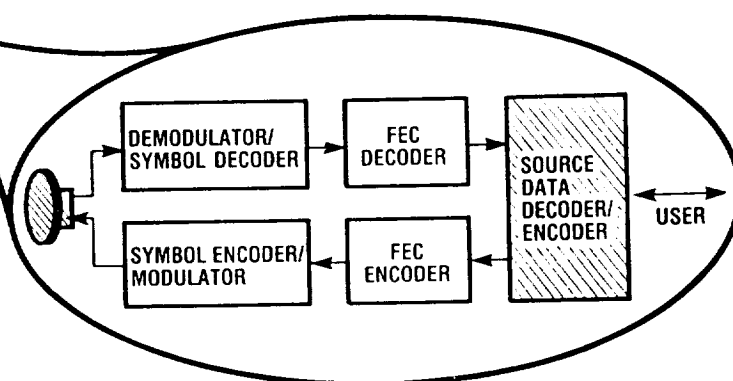 DEMODULATOR/
SYMBOL DECODER
FEC
DECODER
SOURCE
DATA
DECODER/
ENCODER
USER
SYMBOL ENCODER/
MODULATOR
FEC
ENCODER